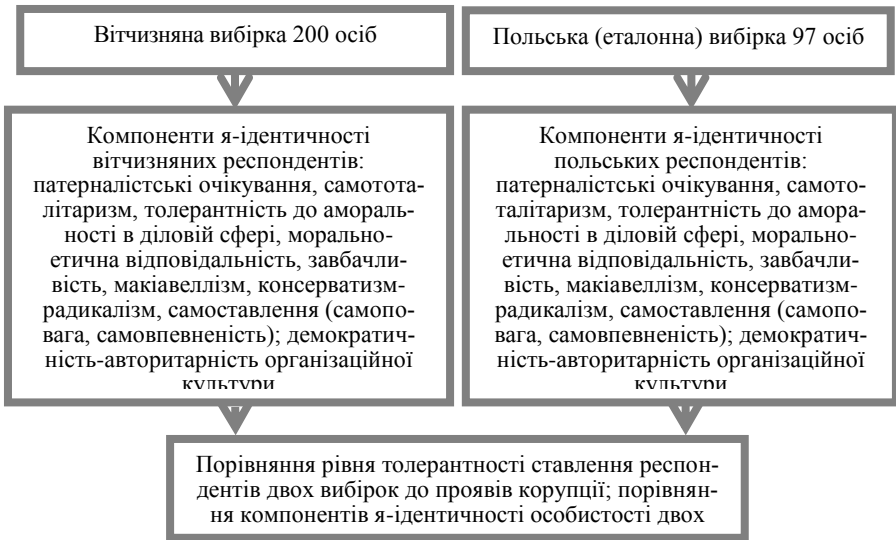 Вітчизняна вибірка 200 осіб
Польська (еталонна) вибірка 97 осіб
Компоненти я-ідентичності
вітчизняних респондентів:
патерналістські очікування, самотота-
літаризм, толерантність до амораль-
ності в діловій сфері, морально-
етична відповідальність, завбачли-
вість, макіавеллізм, консерватизм-
радикалізм, самоставлення (самопо-
вага, самовпевненість); демократич-
ність-авторитарність організаційної
культури
Компоненти я-ідентичності
польських респондентів:
патерналістські очікування, самото-
талітаризм, толерантність до амора-
льності в діловій сфері, морально-
етична відповідальність, завбачли-
вість, макіавеллізм, консерватизм-
радикалізм, самоставлення (самопо-
вага, самовпевненість); демократич-
ність-авторитарність організаційної
культури
Порівняння рівня толерантності ставлення респон-
дентів двох вибірок до проявів корупції; порівнян-
ня компонентів я-ідентичності особистості двох